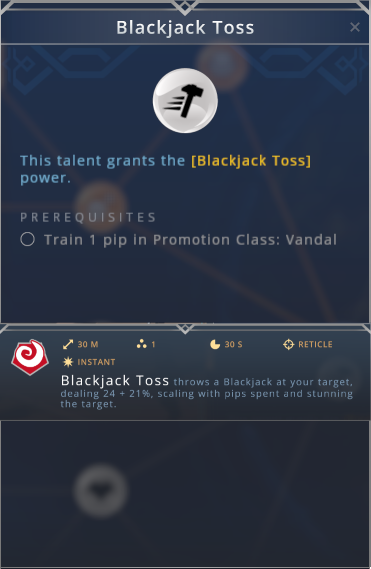 Blackjack Toss
This talent grants the [Blackjack Toss]
power.
PREREQUISITES
Train 1 pip in Promotion Class: Vandal
30 M 1 30 S RETICLE
INSTANT
Blackjack Toss throws a Blackjack at your target,
dealing 24 + 21%, scaling with pips spent and stunning
the target.